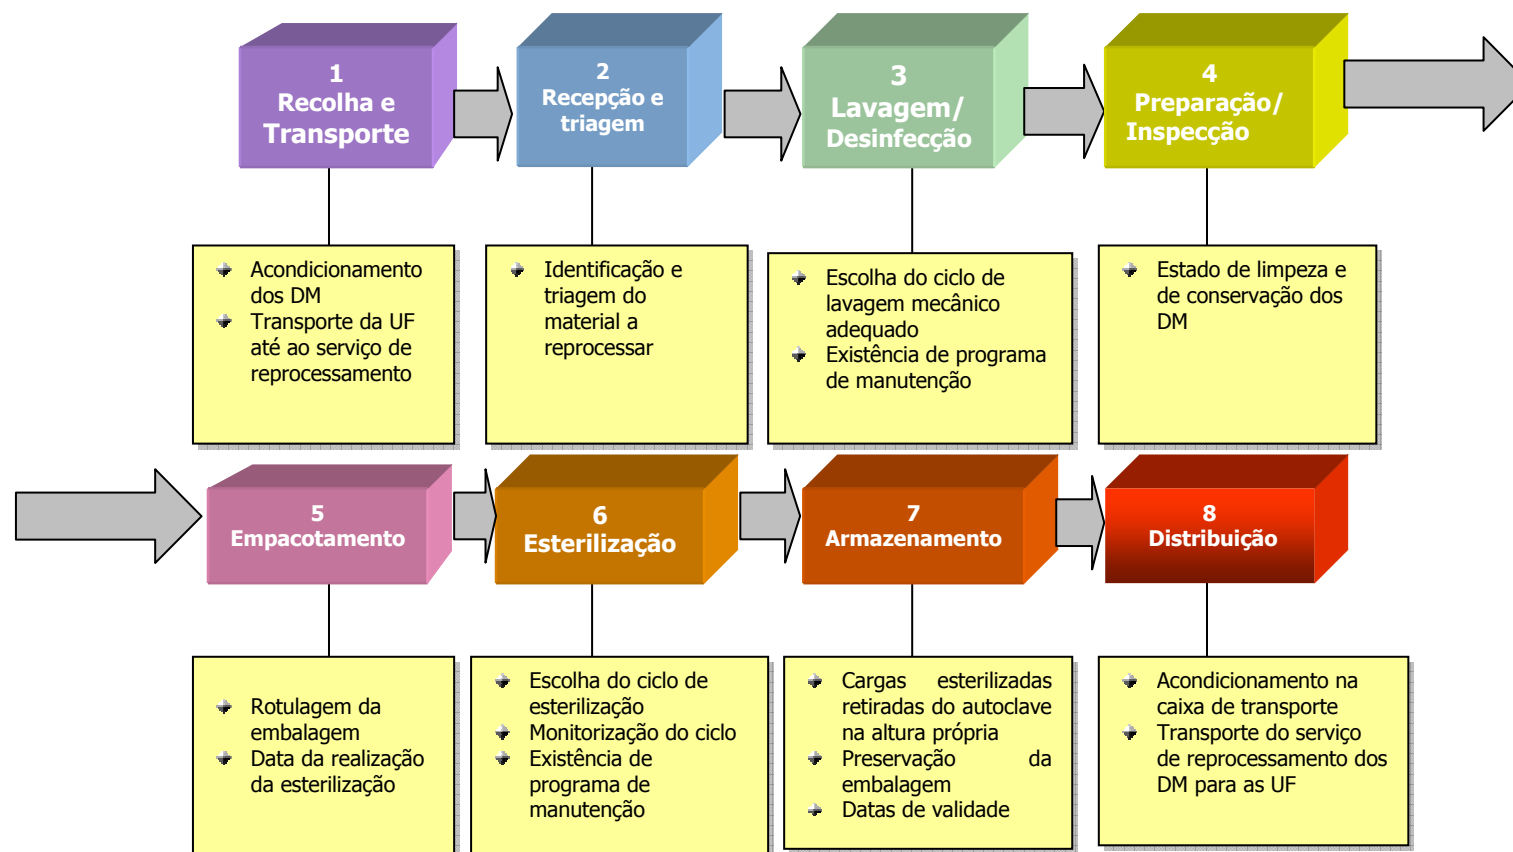 1
Recolha e
Transporte
2
Recepção e
triagem
3
Lavagem/
Desinfecção
4
Preparação/
Inspecção
Acondicionamento
dos DM
Transporte da UF
até ao serviço de
reprocessamento
Identificação e
triagem do
material a
reprocessar
Escolha do ciclo de
lavagem mecânico
adequado
Existência de programa
de manutenção
Estado de limpeza e
de conservação dos
DM
5
Empacotamento
6
Esterilização
7
Armazenamento
8
Distribuição
Rotulagem da
embalagem
Data da realização
da esterilização
Escolha do ciclo de
esterilização
Monitorização do ciclo
Existência de
programa de
manutenção
Cargas esterilizadas
retiradas do autoclave
na altura própria
Preservação da
embalagem
Datas de validade
Acondicionamento na
caixa de transporte
Transporte do serviço
de reprocessamento dos
DM para as UF